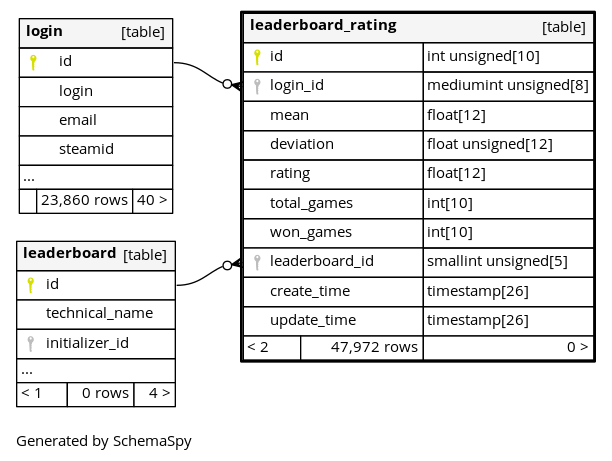 login [table]
id
login
email
steamid
...
23,860 rows 40 >
leaderboard [table]
id
technical_name
initializer_id
...
< 1 0 rows 4 >
leaderboard_rating [table]
id int unsigned[10]
login_id mediumint unsigned[8]
mean float[12]
deviation float unsigned[12]
rating float[12]
total_games int[10]
won_games int[10]
leaderboard_id smallint unsigned[5]
create_time timestamp[26]
update_time timestamp[26]
< 2 47,972 rows 0 >
Generated by SchemaSpy